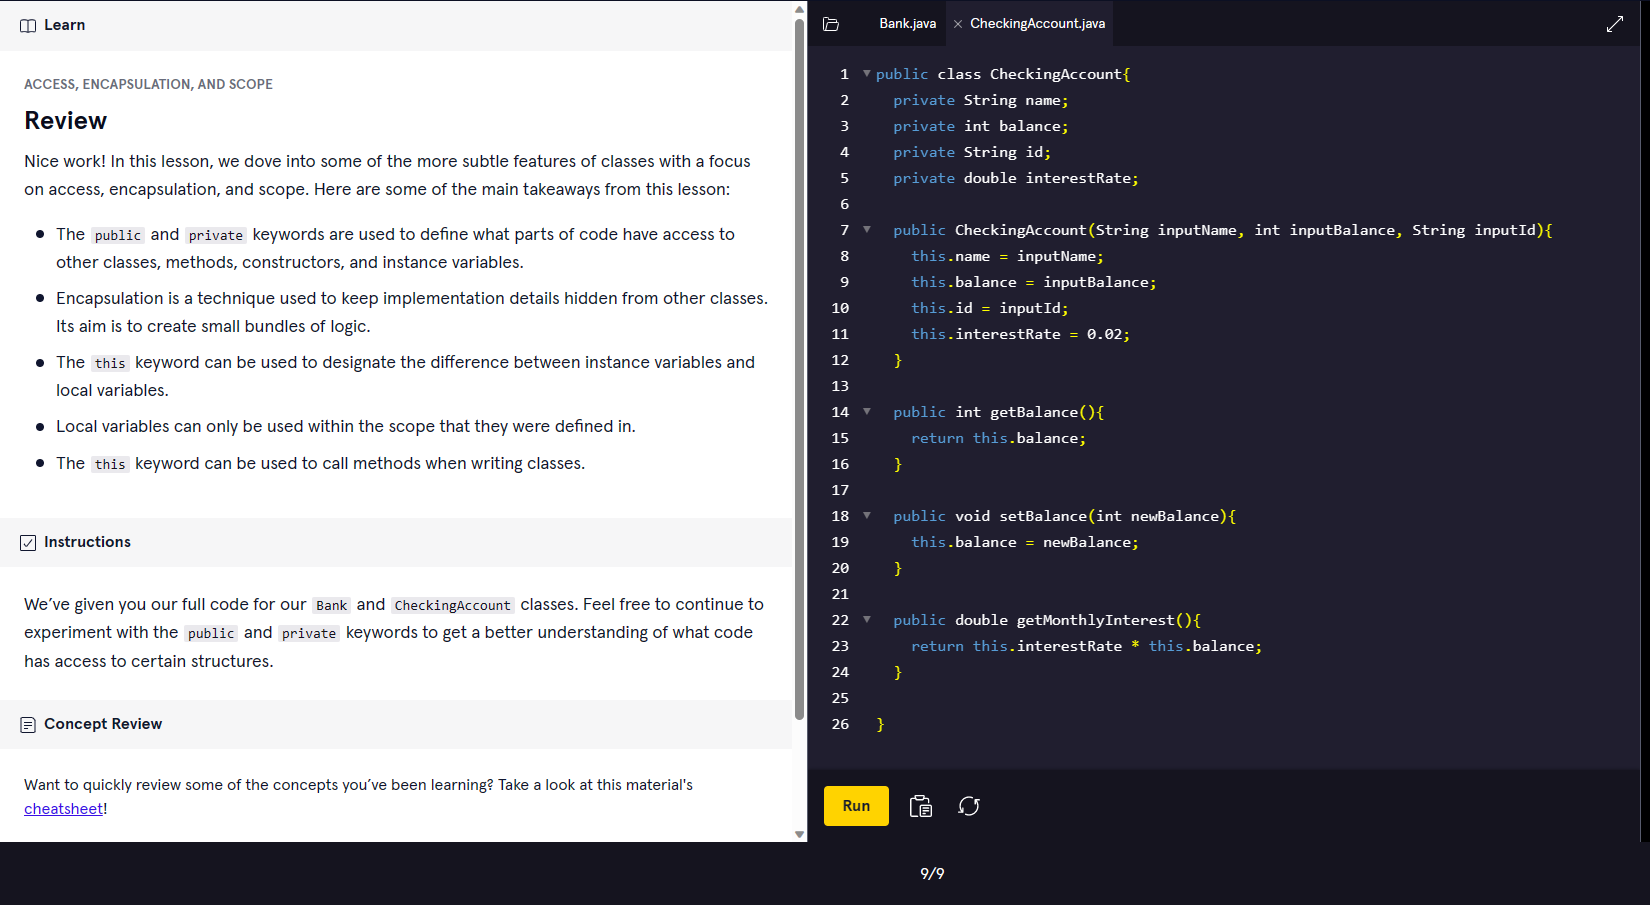 Learn
ACCESS, ENCAPSULATION, AND SCOPE
Review
Nice work! In this lesson, we dove into some of the more subtle features of classes with a focus
on access, encapsulation, and scope. Here are some of the main takeaways from this lesson:
The public and private keywords are used to define what parts of code have access to
other classes, methods, constructors, and instance variables.
Encapsulation is a technique used to keep implementation details hidden from other classes.
Its aim is to create small bundles of logic.
The this keyword can be used to designate the difference between instance variables and
local variables.
Local variables can only be used within the scope that they were defined in.
The this keyword can be used to call methods when writing classes.
Instructions
We’ve given you our full code for our Bank and CheckingAccount classes. Feel free to continue to
experiment with the public and private keywords to get a better understanding of what code
has access to certain structures.
Concept Review
Want to quickly review some of the concepts you’ve been learning? Take a look at this material's
cheatsheet!
Bank.java
CheckingAccount.java
1 public class CheckingAccount{
2 private String name;
3 private int balance;
4 private String id;
5 private double interestRate;
6
7 public CheckingAccount(String inputName, int inputBalance, String inputId){
8 this.name = inputName;
9 this.balance = inputBalance;
10 this.id = inputId;
11 this.interestRate = 0.02;
12 }
13
14 public int getBalance(){
15 return this.balance;
16 }
17
18 public void setBalance(int newBalance){
19 this.balance = newBalance;
20 }
21
22 public double getMonthlyInterest(){
23 return this.interestRate * this.balance;
24 }
25
26 }
Run
9/9